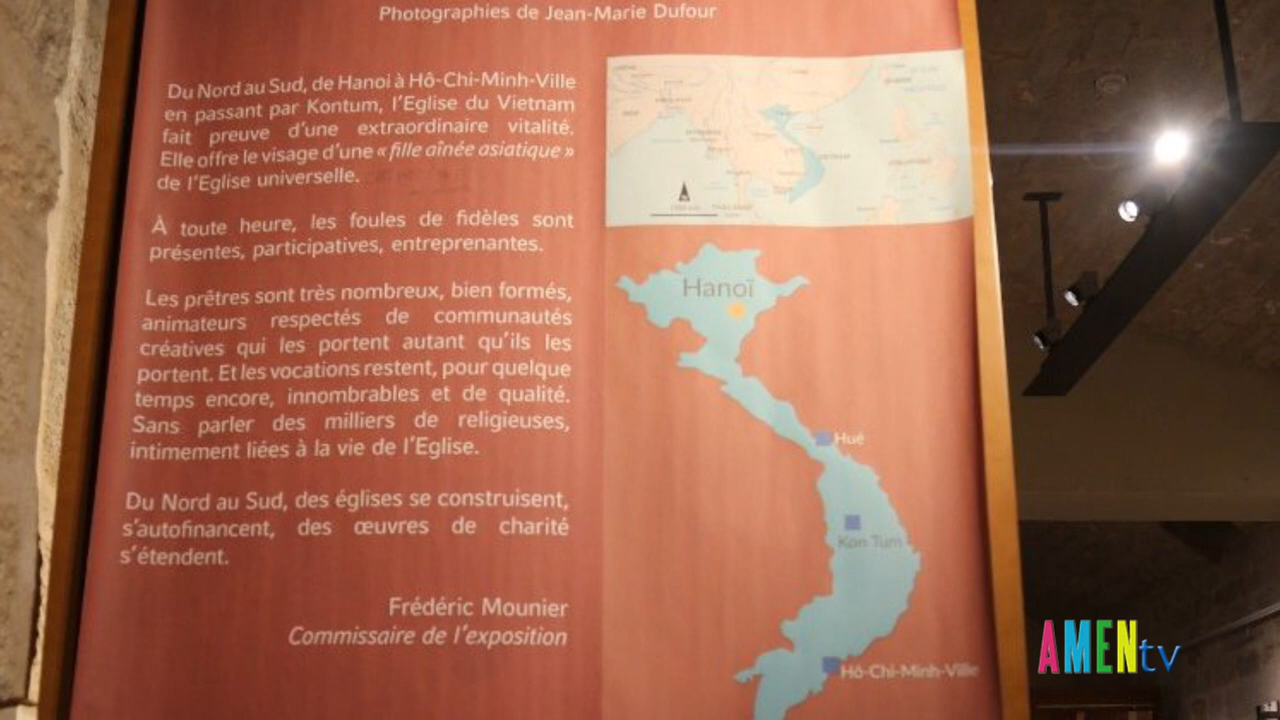 Photographies de Jean-Marie Dufour
Du Nord au Sud, de Hanoi à Hô-Chi-Minh-Ville
en passant par Kontum, l'Eglise du Vietnam
fait preuve d'une extraordinaire vitalité.
Elle offre le visage d'une « fille aînée asiatique »
de l'Eglise universelle.
À toute heure, les foules de fidèles sont
présentes, participatives, entreprenantes.
Les prêtres sont très nombreux, bien formés,
animateurs respectés de communautés
créatives qui les portent autant qu'ils les
portent. Et les vocations restent, pour quelque
temps encore, innombrables et de qualité.
Sans parler des milliers de religieuses,
intimement liées à la vie de l'Eglise.
Du Nord au Sud, des églises se construisent,
s'autofinancent, des œuvres de charité
s'étendent.
Frédéric Mounier
Commissaire de l'exposition
Hanoï
Hué
Kon Tum
Hô-Chi-Minh-Ville
AMENtv